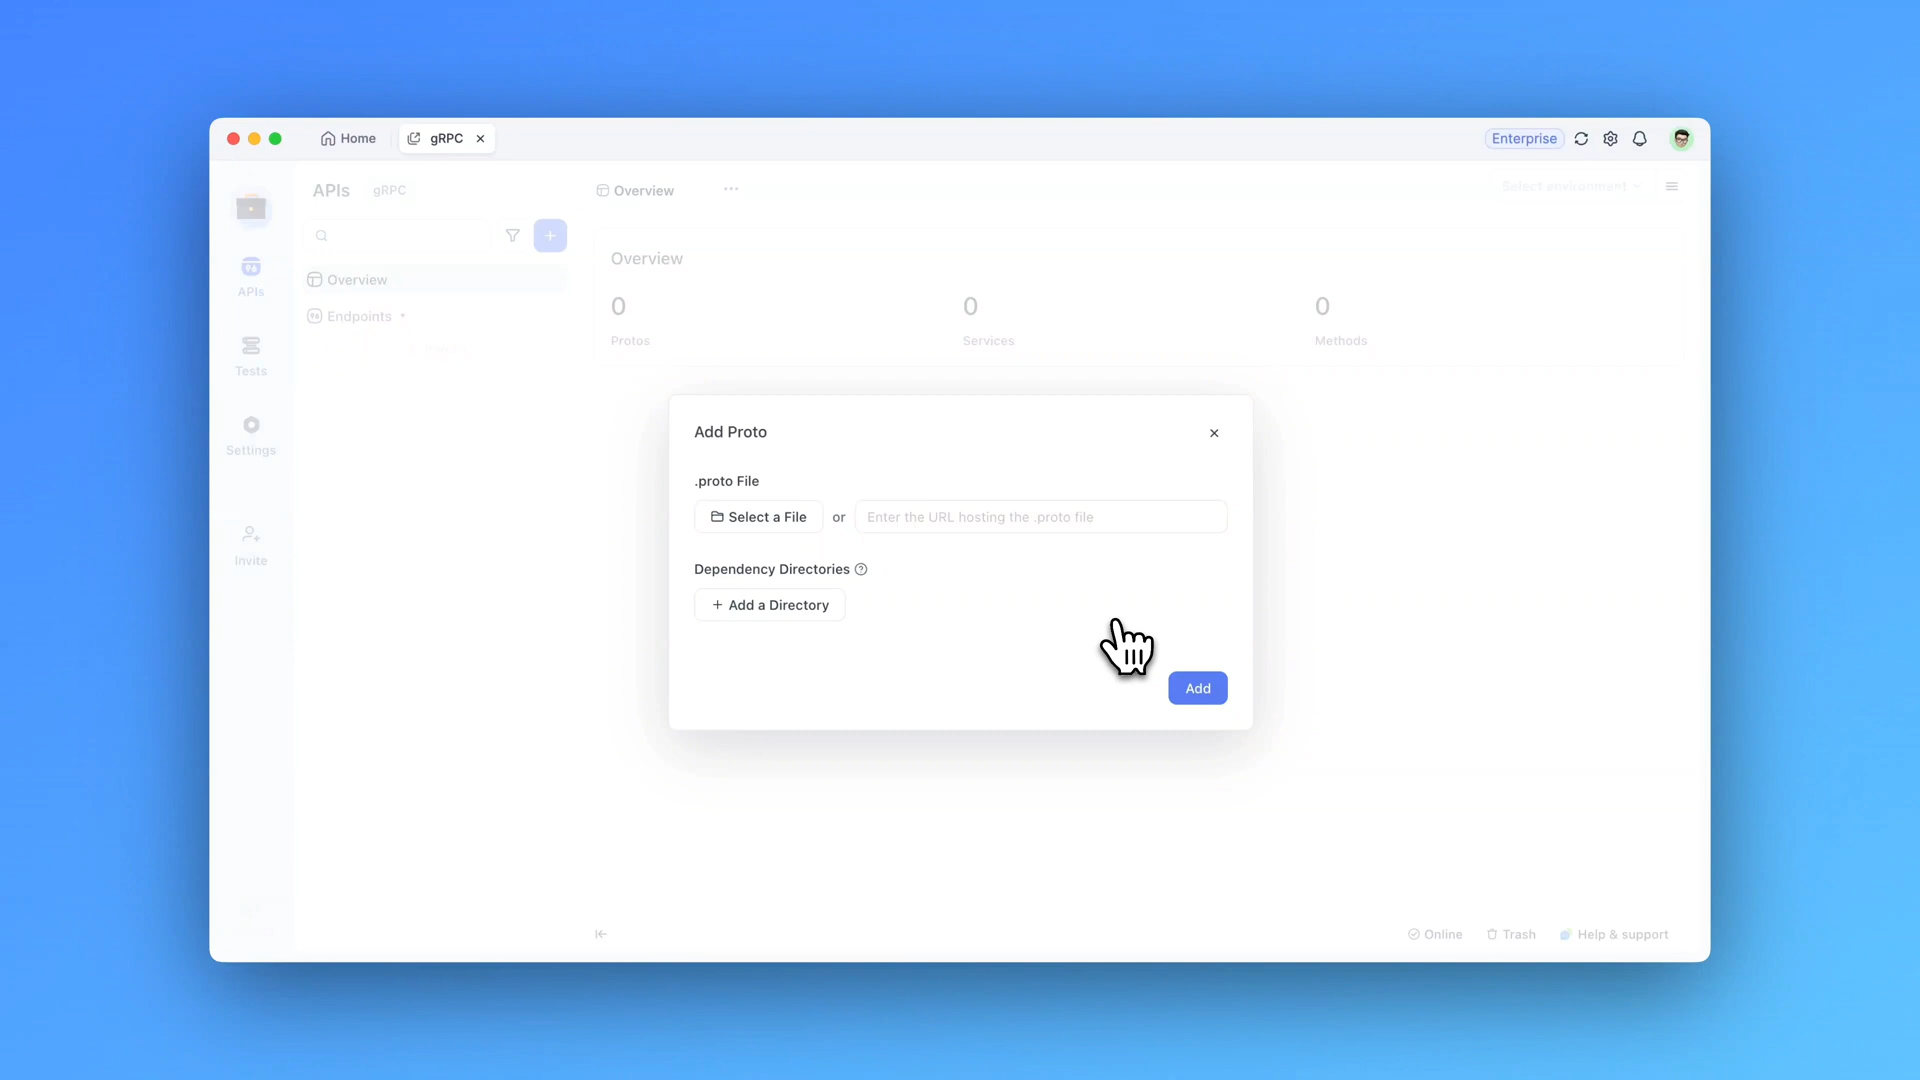 Home
gRPC
Enterprise
APIs gRPC
Overview
Select environment
APIs
Tests
Settings
Invite
Overview
Endpoints
Overview
0 0 0
Protos Services Methods
Add Proto
.proto File
Select a File or Enter the URL hosting the .proto file
Dependency Directories
+ Add a Directory
Add
Online Trash Help & support